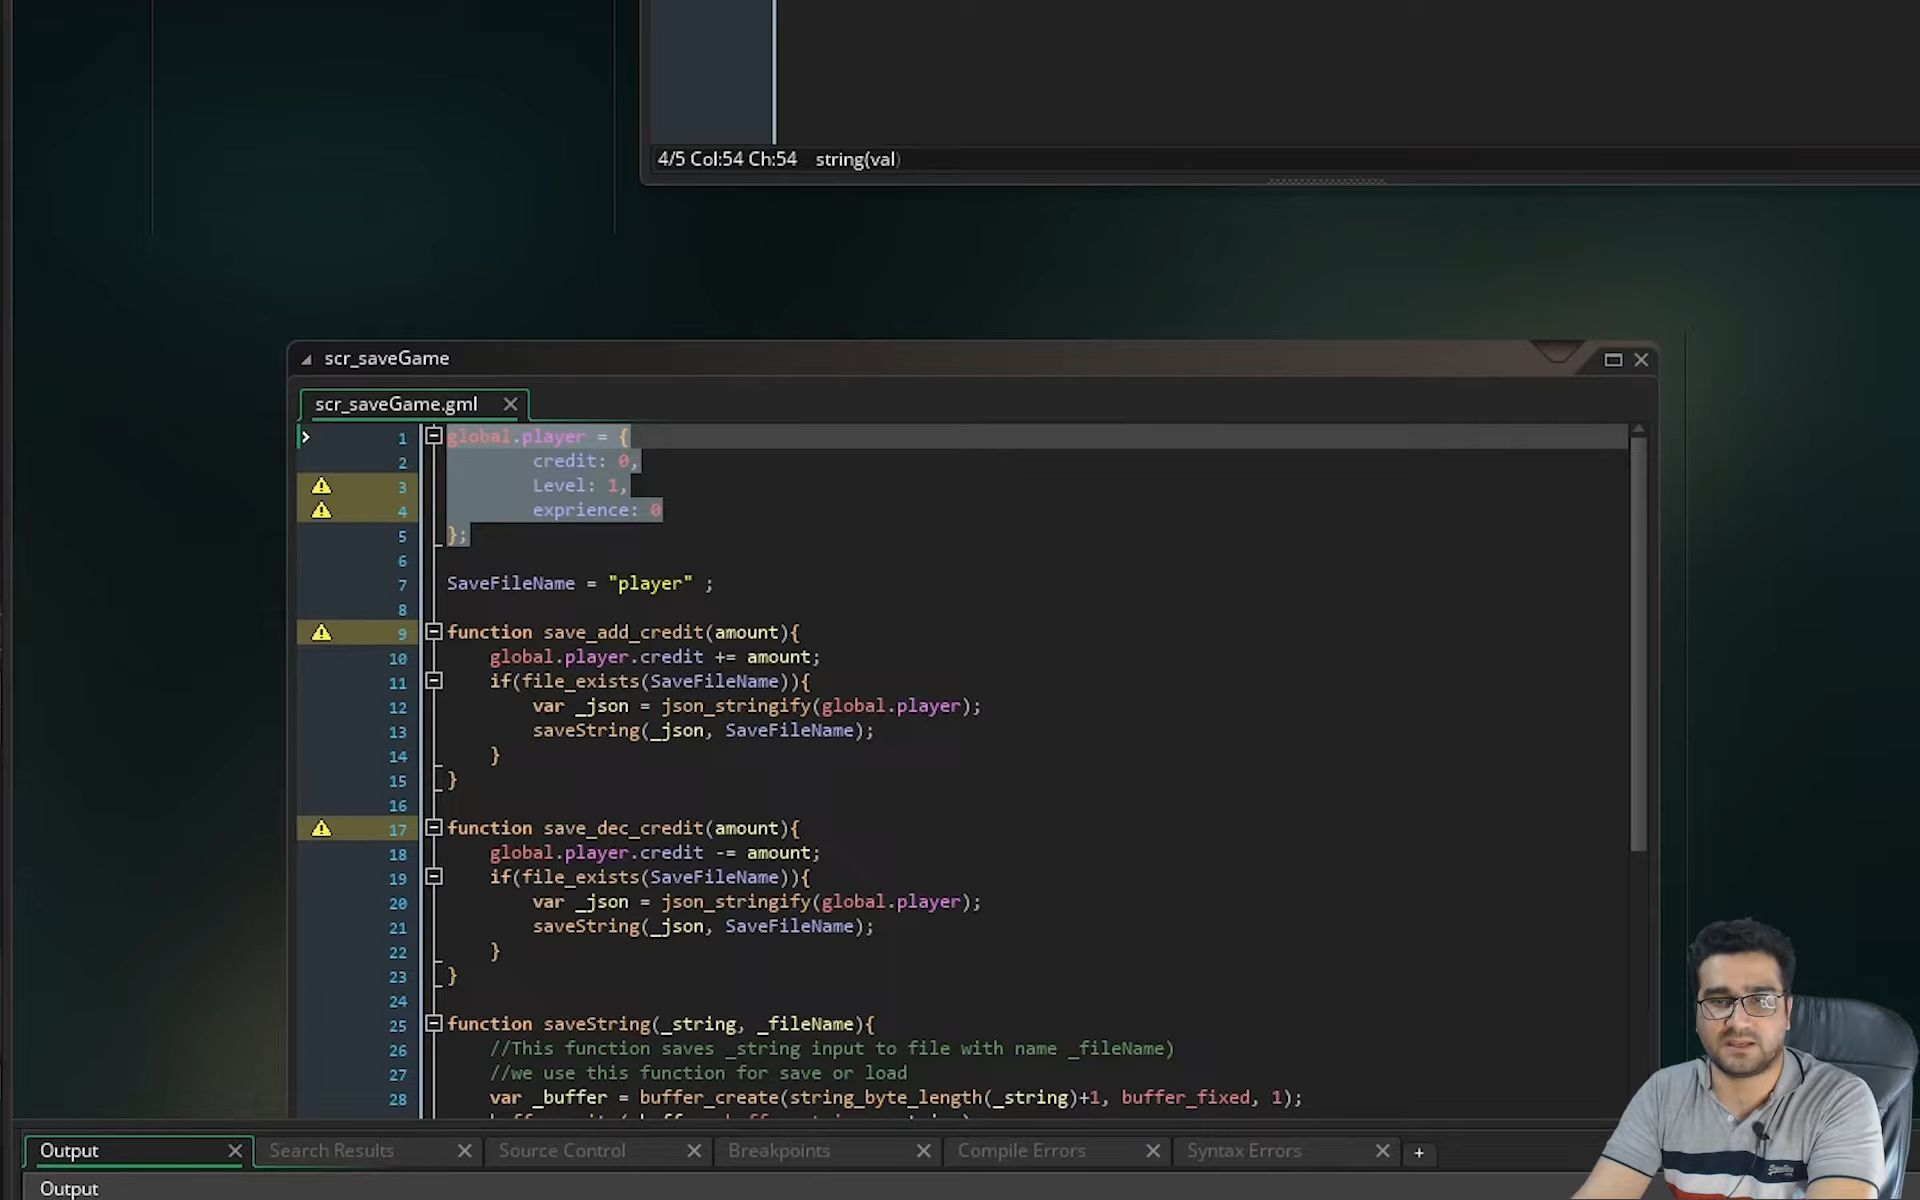 4/5 Col:54 Ch:54 string(val)
scr_saveGame
scr_saveGame.gml
1 global.player = {
2 credit: 0,
3 Level: 1,
4 exprience: 0
5 };
6
7 SaveFileName = "player" ;
8
9 function save_add_credit(amount){
10 global.player.credit += amount;
11 if(file_exists(SaveFileName)){
12 var _json = json_stringify(global.player);
13 saveString(_json, SaveFileName);
14 }
15 }
16
17 function save_dec_credit(amount){
18 global.player.credit -= amount;
19 if(file_exists(SaveFileName)){
20 var _json = json_stringify(global.player);
21 saveString(_json, SaveFileName);
22 }
23 }
24
25 function saveString(_string, _fileName){
26 //This function saves _string input to file with name _fileName)
27 //we use this function for save or load
28 var _buffer = buffer_create(string_byte_length(_string)+1, buffer_fixed, 1);
Output Search Results Source Control Breakpoints Compile Errors Syntax Errors +
Output